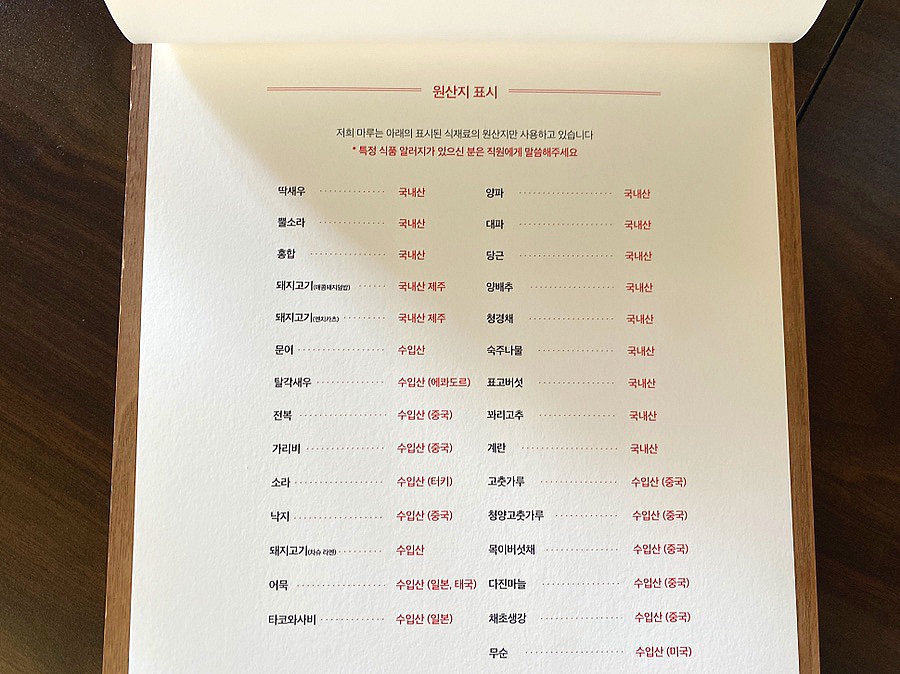 원산지 표시
저희 마루는 아래의 표시된 식재료의 원산지만 사용하고 있습니다
* 특정 식품 알러지가 있으신 분은 직원에게 말씀해주세요
딱새우 국내산
뿔소라 국내산
홍합 국내산
돼지고기(매콤돼지덮밥) 국내산 제주
돼지고기(멘치카츠) 국내산 제주
문어 수입산
탈각새우 수입산 (에콰도르)
전복 수입산 (중국)
가리비 수입산 (중국)
소라 수입산 (터키)
낙지 수입산 (중국)
돼지고기(차슈 라멘) 수입산
어묵 수입산 (일본, 태국)
타코와사비 수입산 (일본)
양파 국내산
대파 국내산
당근 국내산
양배추 국내산
청경채 국내산
숙주나물 국내산
표고버섯 국내산
꽈리고추 국내산
계란 국내산
고춧가루 수입산 (중국)
청양고춧가루 수입산 (중국)
목이버섯채 수입산 (중국)
다진마늘 수입산 (중국)
채초생강 수입산 (중국)
무순 수입산 (미국)